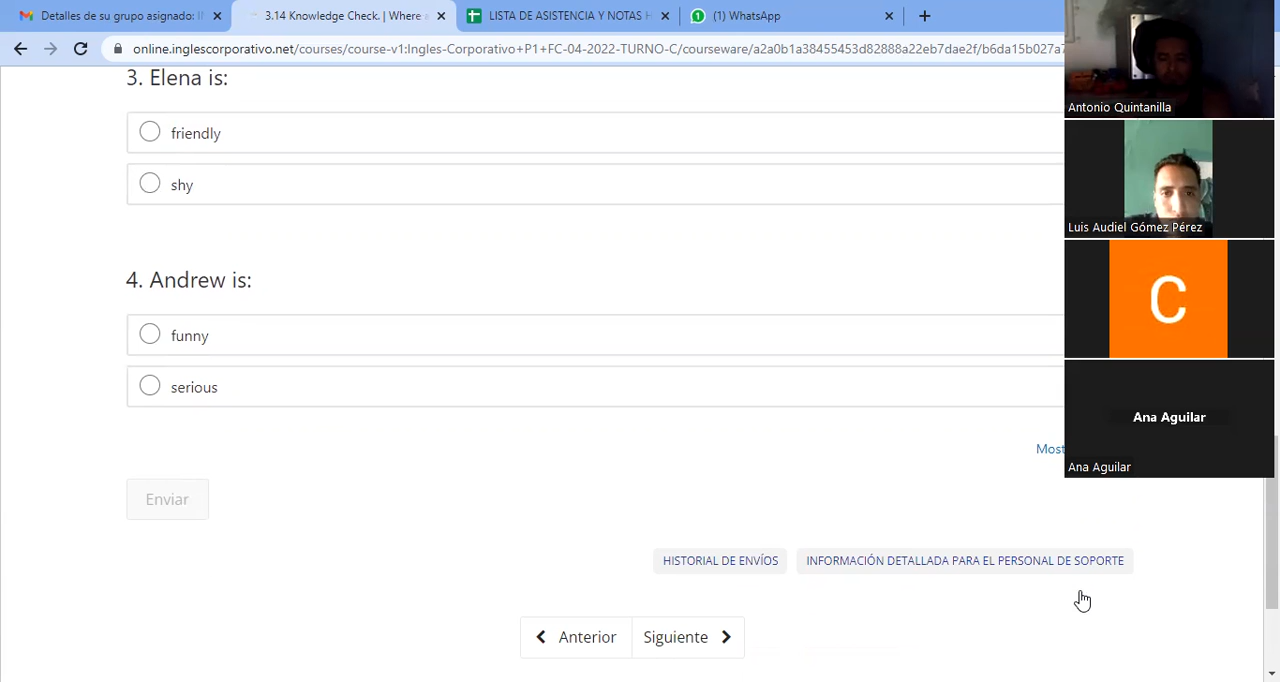 Detalles de su grupo asignado: I
3.14 Knowledge Check. | Where a
LISTA DE ASISTENCIA Y NOTAS H
(1) WhatsApp
online.inglescorporativo.net/courses/course-v1:Ingles-Corporativo+P1+FC-04-2022-TURNO-C/courseware/a2a0b1a38455453d82888a22eb7dae2f/b6da15b027a7
3. Elena is:
friendly
shy
4. Andrew is:
funny
serious
Most
Enviar
HISTORIAL DE ENVÍOS
INFORMACIÓN DETALLADA PARA EL PERSONAL DE SOPORTE
Anterior
Siguiente
Antonio Quintanilla
Luis Audiel Gómez Pérez
C
Ana Aguilar
Ana Aguilar